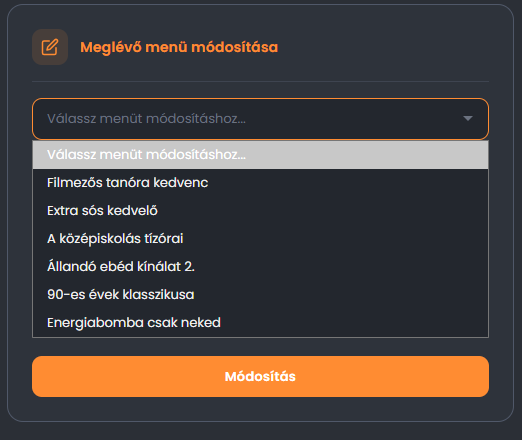 Meglévő menü módosítása
Válassz menüt módosításhoz...
Válassz menüt módosításhoz...
Filmezős tanóra kedvenc
Extra sós kedvelő
A középiskolás tízórai
Állandó ebéd kínálat 2.
90-es évek klasszikusa
Energiabomba csak neked
Módosítás